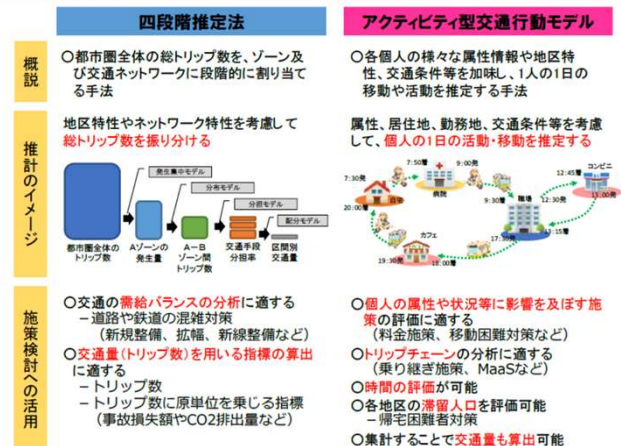 四段階推定法
アクティビティ型交通行動モデル
概説
○都市圏全体の総トリップ数を、ゾーン及
び交通ネットワークに段階的に割り当て
る手法
○各個人の様々な属性情報や地区特
性、交通条件等を加味し、1人の1日の
移動や活動を推定する手法
推計のイメージ
地区特性やネットワーク特性を考慮して
総トリップ数を振り分ける
発生集中モデル
分布モデル
分担モデル
配分モデル
都市圏全体の
トリップ数
Aゾーンの
発生量
A－B
ゾーン間
トリップ数
交通手段
分担率
区間別
交通量
属性、居住地、勤務地、交通条件等を考慮
して、個人の1日の活動・移動を推定する
7:30発
自宅
20:00着
7:50着
病院
9:00発
9:30着
職場
17:30発
12:30発
12:45着
コンビニ
13:00発
13:15着
カフェ
18:00着
19:30発
施策検討への活用
○交通の需給バランスの分析に適する
－道路や鉄道の混雑対策
（新規整備、拡幅、新線整備など）
○交通量（トリップ数）を用いる指標の算出
に適する
－トリップ数
－トリップ数に原単位を乗じる指標
（事故損失額やCO2排出量など）
○個人の属性や状況等に影響を及ぼす施
策の評価に適する
（料金施策、移動困難対策など）
○トリップチェーンの分析に適する
（乗り継ぎ施策、MaaSなど）
○時間の評価が可能
○各地区の滞留人口を評価可能
－帰宅困難者対策
○集計することで交通量も算出可能